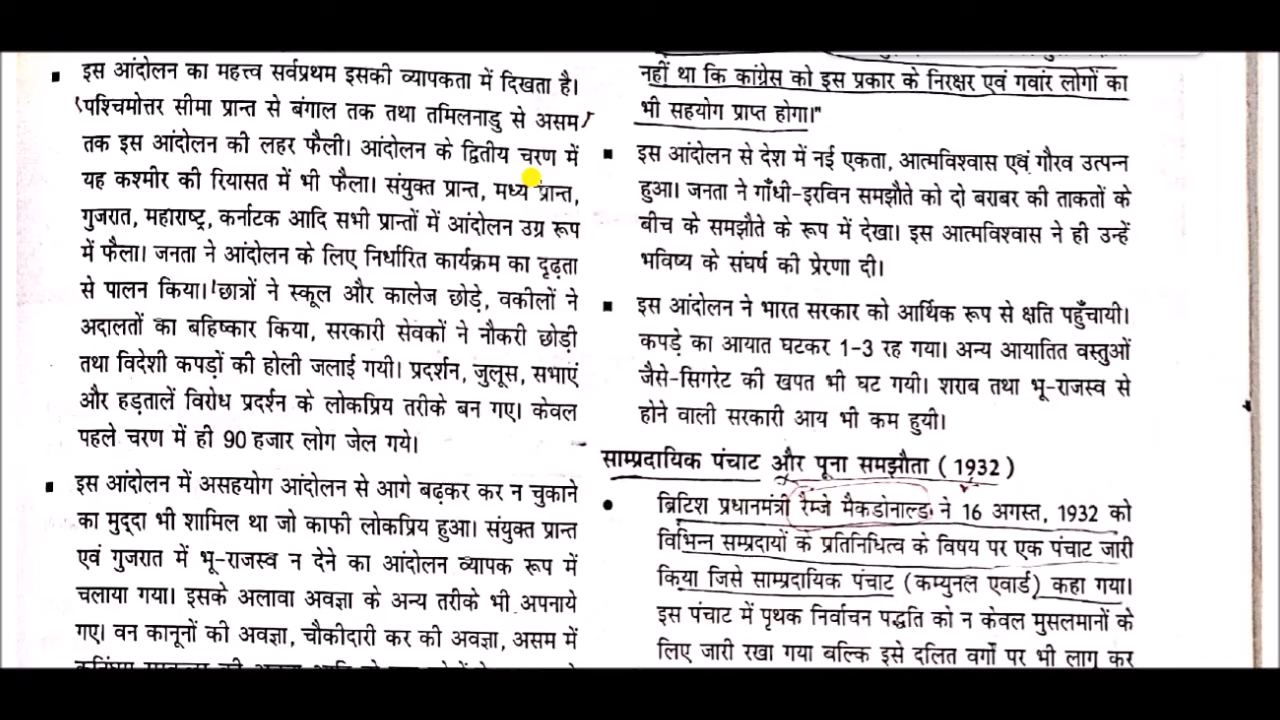 इस आंदोलन का महत्त्व सर्वप्रथम इसकी व्यापकता में दिखता है।
पश्चिमोत्तर सीमा प्रान्त से बंगाल तक तथा तमिलनाडु से असम
तक इस आंदोलन की लहर फैली। आंदोलन के द्वितीय चरण में
यह कश्मीर की रियासत में भी फैला। संयुक्त प्रान्त, मध्य प्रान्त,
गुजरात, महाराष्ट्र, कर्नाटक आदि सभी प्रान्तों में आंदोलन उग्र रूप
में फैला। जनता ने आंदोलन के लिए निर्धारित कार्यक्रम का दृढ़ता
से पालन किया। छात्रों ने स्कूल और कालेज छोड़े, वकीलों ने
अदालतों का बहिष्कार किया, सरकारी सेवकों ने नौकरी छोड़ी
तथा विदेशी कपड़ों की होली जलाई गयी। प्रदर्शन, जुलूस, सभाएं
और हड़तालें विरोध प्रदर्शन के लोकप्रिय तरीके बन गए। केवल
पहले चरण में ही 90 हजार लोग जेल गये।
इस आंदोलन में असहयोग आंदोलन से आगे बढ़कर कर न चुकाने
का मुद्दा भी शामिल था जो काफी लोकप्रिय हुआ। संयुक्त प्रान्त
एवं गुजरात में भू-राजस्व न देने का आंदोलन व्यापक रूप में
चलाया गया। इसके अलावा अवज्ञा के अन्य तरीके भी अपनाये
गए। वन कानूनों की अवज्ञा, चौकीदारी कर की अवज्ञा, असम में
नहीं था कि कांग्रेस को इस प्रकार के निरक्षर एवं गवांर लोगों का
भी सहयोग प्राप्त होगा।"
इस आंदोलन से देश में नई एकता, आत्मविश्वास एवं गौरव उत्पन्न
हुआ। जनता ने गाँधी-इरविन समझौते को दो बराबर की ताकतों के
बीच के समझौते के रूप में देखा। इस आत्मविश्वास ने ही उन्हें
भविष्य के संघर्ष की प्रेरणा दी।
इस आंदोलन ने भारत सरकार को आर्थिक रूप से क्षति पहुँचायी।
कपड़े का आयात घटकर 1-3 रह गया। अन्य आयातित वस्तुओं
जैसे-सिगरेट की खपत भी घट गयी। शराब तथा भू-राजस्व से
होने वाली सरकारी आय भी कम हुयी।
साम्प्रदायिक पंचाट और पूना समझौता (1932)
ब्रिटिश प्रधानमंत्री रैम्जे मैकडोनाल्ड ने 16 अगस्त, 1932 को
विभिन्न सम्प्रदायों के प्रतिनिधित्व के विषय पर एक पंचाट जारी
किया जिसे साम्प्रदायिक पंचाट (कम्युनल एवार्ड) कहा गया।
इस पंचाट में पृथक निर्वाचन पद्धति को न केवल मुसलमानों के
लिए जारी रखा गया बल्कि इसे दलित वर्गो पर भी लागू कर